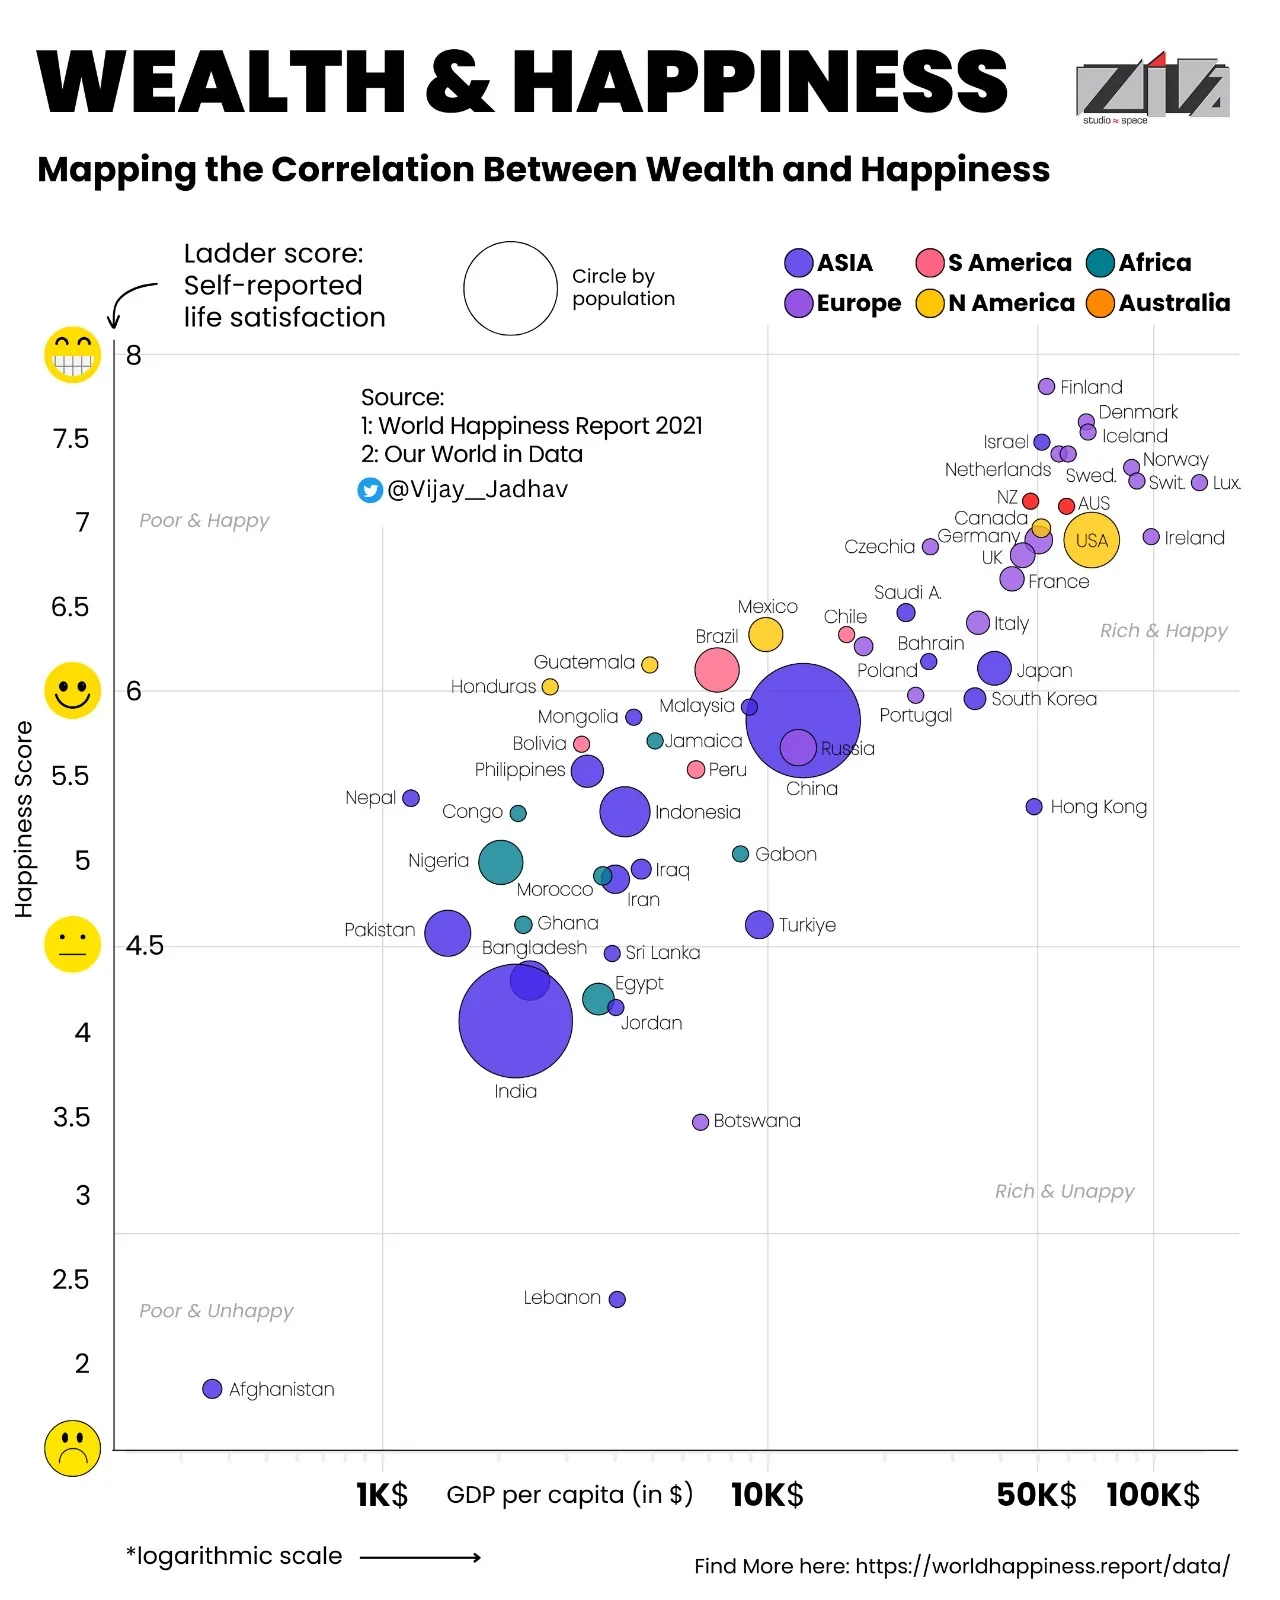 WEALTH & HAPPINESS
ZIVA
studio ≈ space
Mapping the Correlation Between Wealth and Happiness
Ladder score:
Self-reported
life satisfaction
Circle by
population
ASIA
S America
Africa
Europe
N America
Australia
8
7.5
7
6.5
6
5.5
5
4.5
4
3.5
3
2.5
2
Happiness Score
Source:
1: World Happiness Report 2021
2: Our World in Data
@Vijay_Jadhav
Poor & Happy
Finland
Denmark
Iceland
Israel
Netherlands
Swed.
Norway
Swit.
Lux.
NZ
AUS
Canada
Germany
USA
Ireland
Czechia
UK
France
Saudi A.
Mexico
Chile
Italy
Rich & Happy
Brazil
Bahrain
Guatemala
Poland
Japan
Honduras
Malaysia
South Korea
Mongolia
Portugal
Bolivia
Jamaica
Russia
Philippines
Peru
China
Nepal
Congo
Indonesia
Hong Kong
Nigeria
Gabon
Morocco
Iraq
Iran
Pakistan
Ghana
Turkiye
Bangladesh
Sri Lanka
Egypt
Jordan
India
Botswana
Rich & Unappy
Lebanon
Poor & Unhappy
Afghanistan
1K$
GDP per capita (in $)
10K$
50K$
100K$
*logarithmic scale
Find More here: https://worldhappiness.report/data/